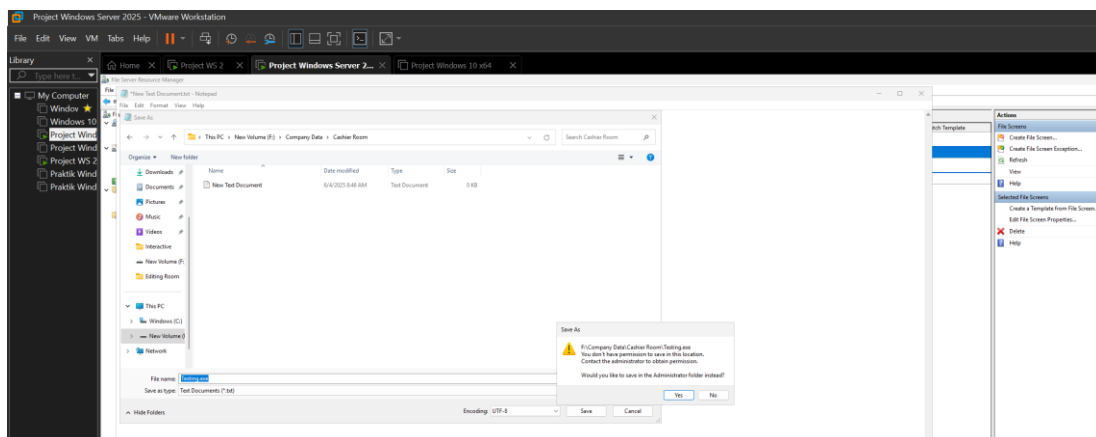 Project Windows Server 2025 - VMware Workstation
File Edit View VM Tabs Help
Library
Type here t...
Home
Project WS 2
Project Windows Server 2...
Project Windows 10 x64
My Computer
Windov
Windows 10
Project Wind
Project Wind
Project WS 2
Praktik Wind
Praktik Wind
File Server Resource Manager
File
*New Text Document.txt - Notepad
File Edit Format View Help
Save As
This PC > New Volume (F:) > Company Data > Cashier Room
Search Cashier Room
Organize New folder
Name Date modified Type Size
New Text Document 6/4/2025 8:48 AM Text Document 0 KB
Downloads
Documents
Pictures
Music
Videos
Interactive
New Volume (F:
Editing Room
This PC
Windows (C:)
New Volume (
Network
File name: Testing.exe
Save as type: Text Documents (*.txt)
Hide Folders
Encoding: UTF-8
Save Cancel
Save As
F:\Company Data\Cashier Room\Testing.exe
You don't have permission to save in this location.
Contact the administrator to obtain permission.
Would you like to save in the Administrator folder instead?
Yes No
tch Template
Actions
File Screens
Create File Screen...
Create File Screen Exception...
Refresh
View
Help
Selected File Screens
Create a Template from File Screen.
Edit File Screen Properties...
Delete
Help